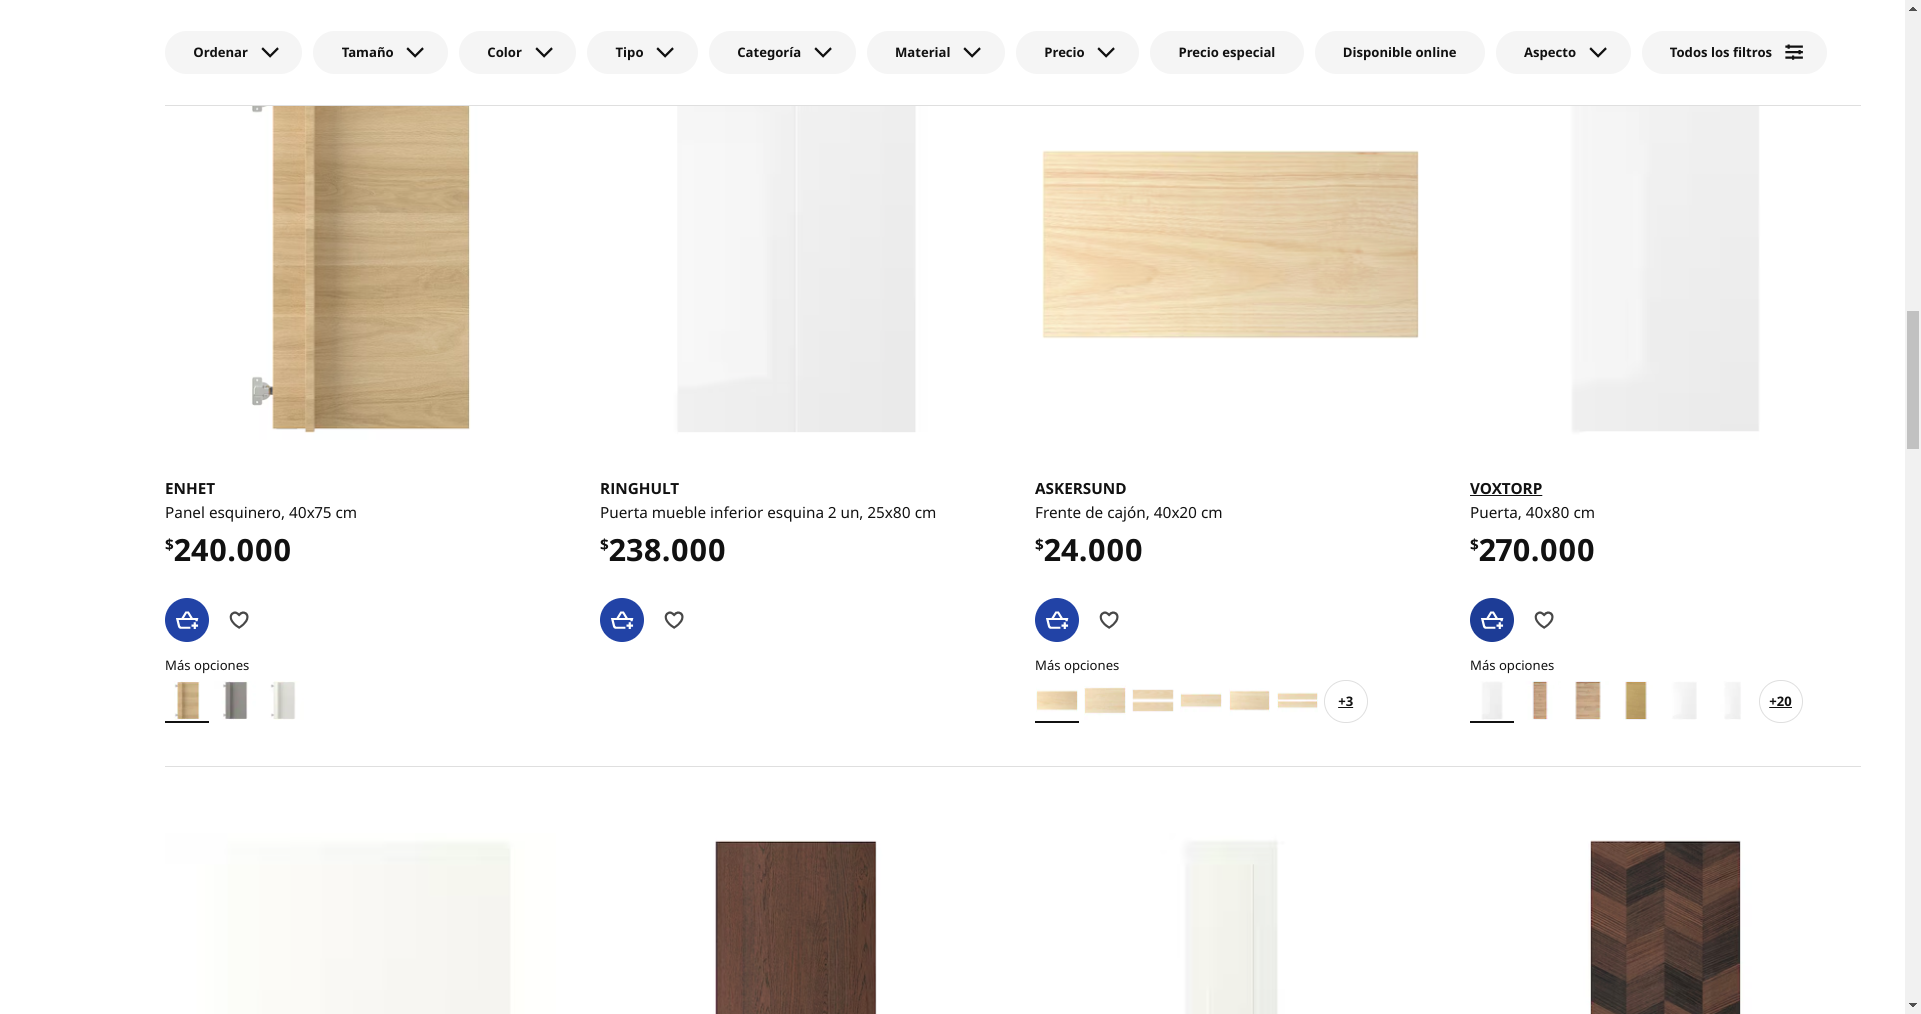 Ordenar
Tamaño
Color
Tipo
Categoría
Material
Precio
Precio especial
Disponible online
Aspecto
Todos los filtros
ENHET
Panel esquinero, 40x75 cm
$240.000
Más opciones
RINGHULT
Puerta mueble inferior esquina 2 un, 25x80 cm
$238.000
ASKERSUND
Frente de cajón, 40x20 cm
$24.000
Más opciones
+3
VOXTORP
Puerta, 40x80 cm
$270.000
Más opciones
+20